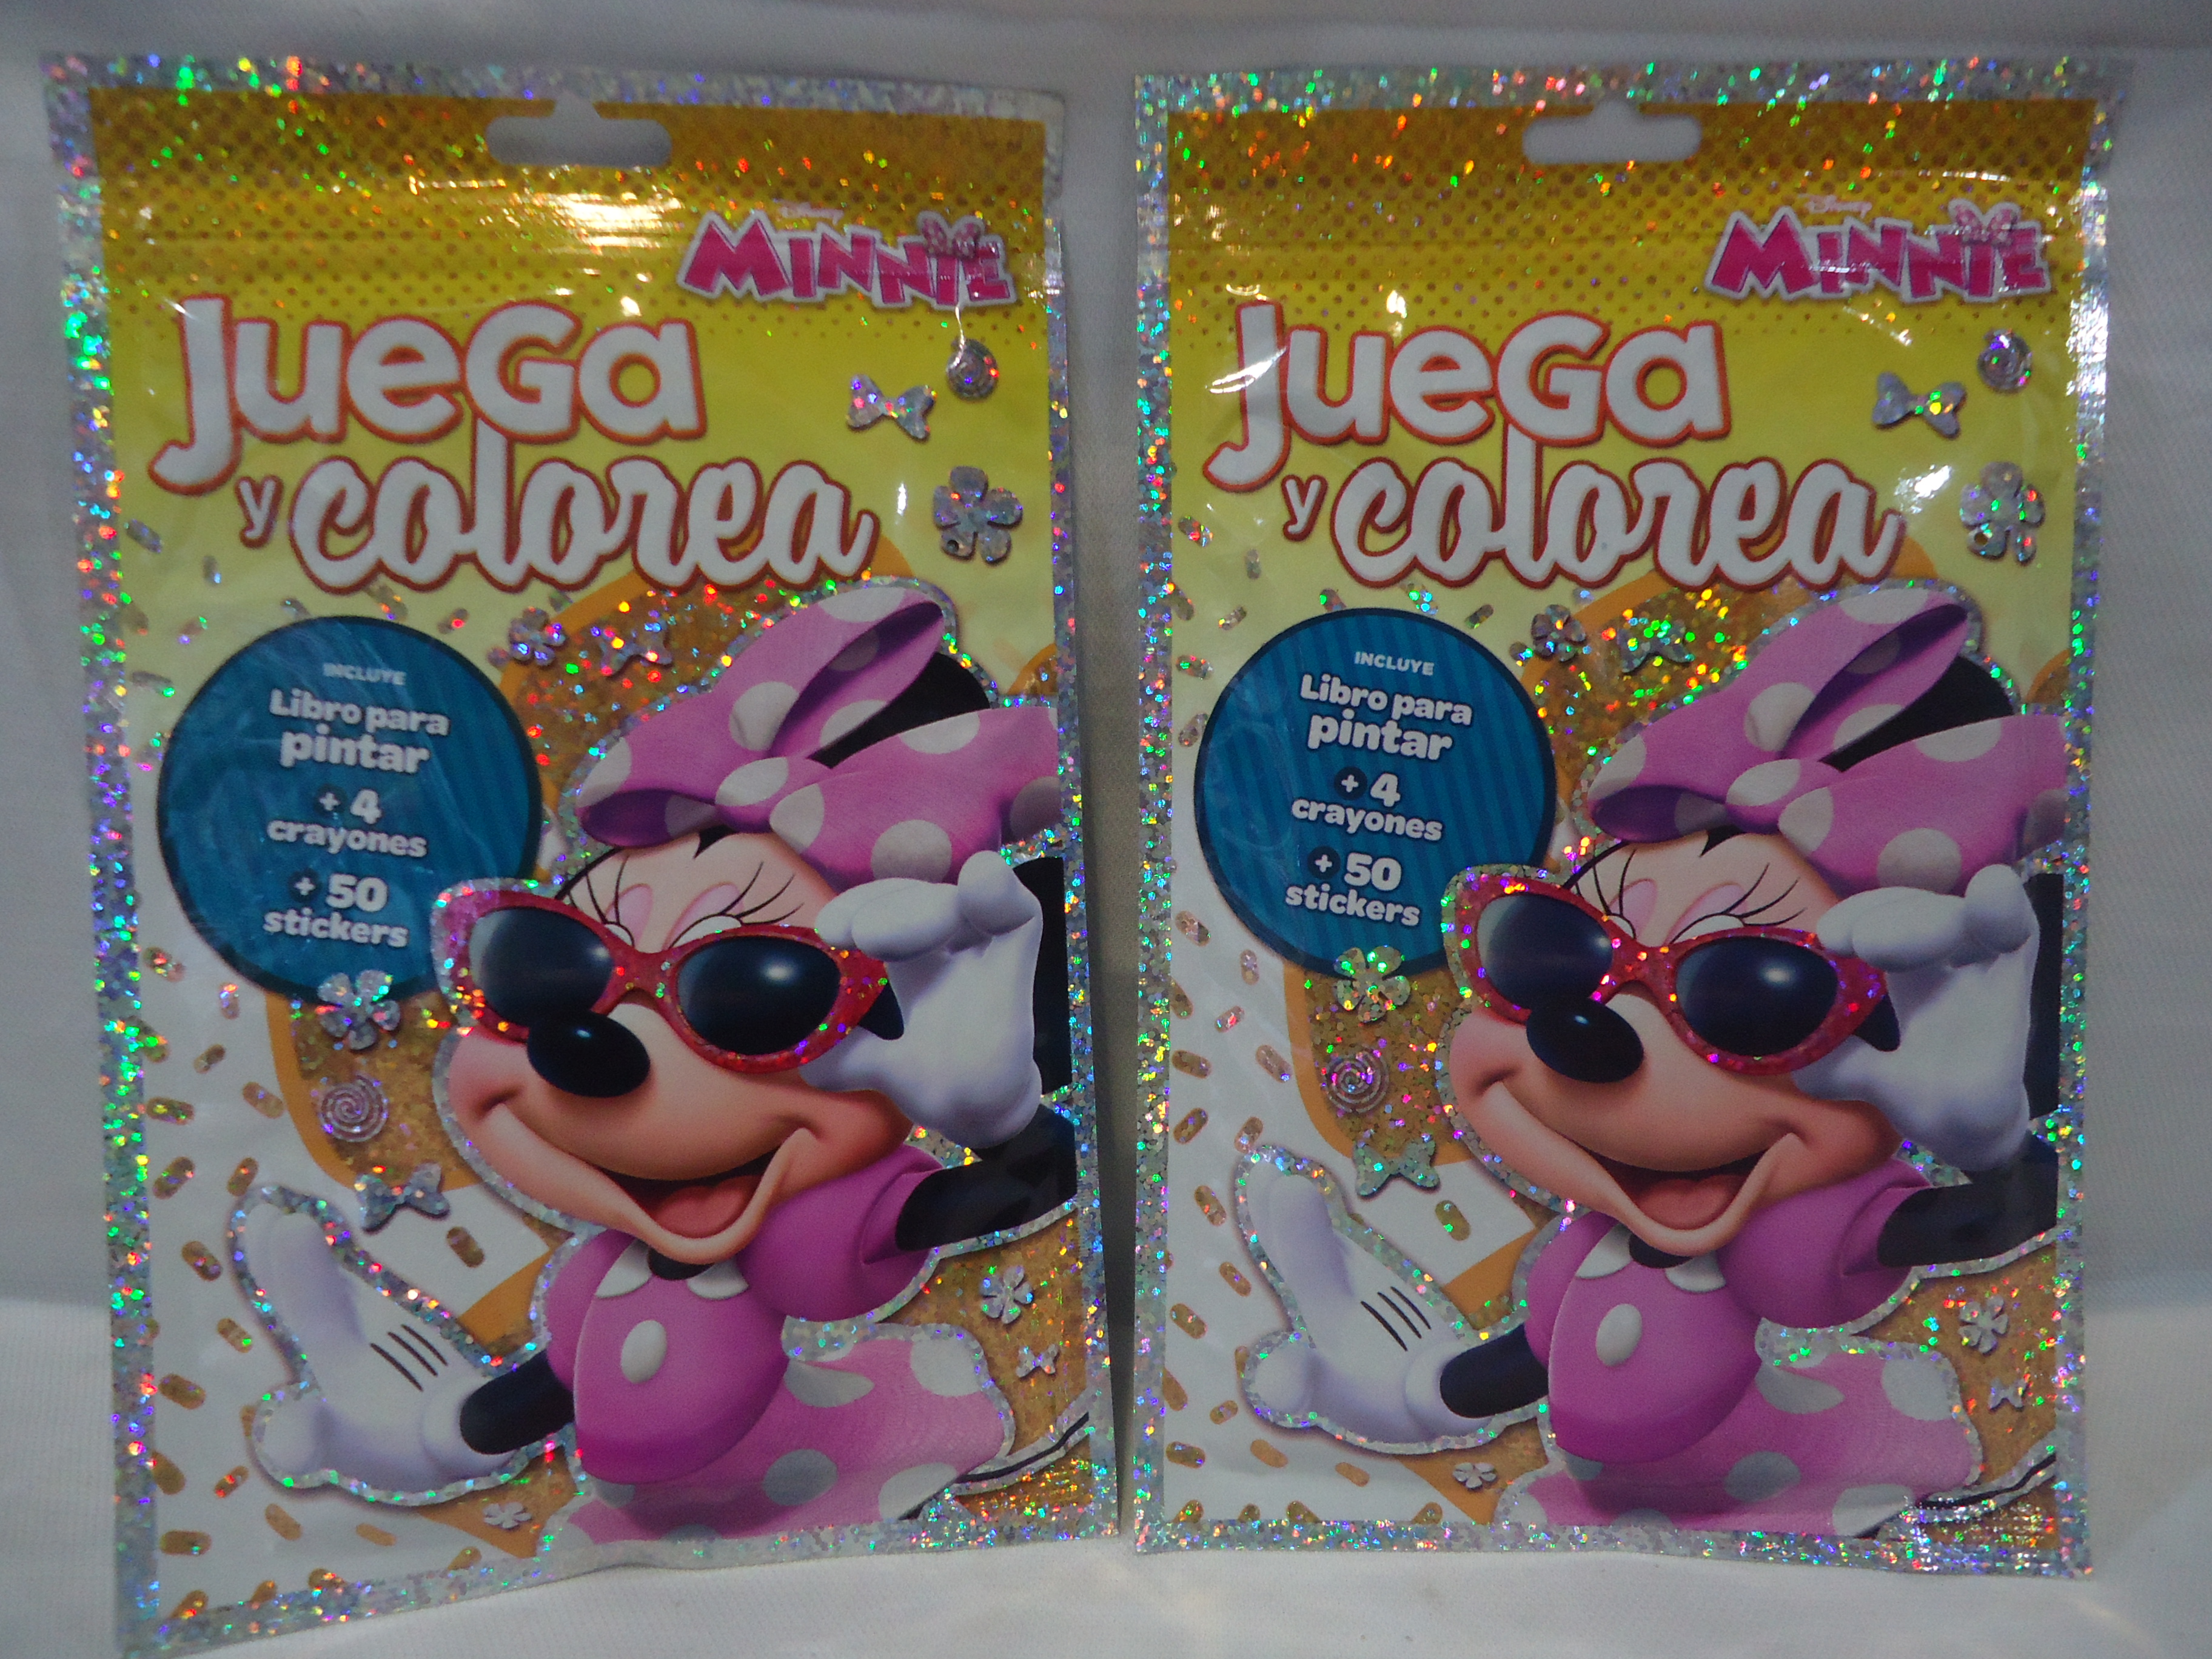 Disney
MINNIE
Juega
y colorea
INCLUYE
Libro para
pintar
+ 4
crayones
+ 50
stickers
Disney
MINNIE
Juega
y colorea
INCLUYE
Libro para
pintar
+ 4
crayones
+ 50
stickers